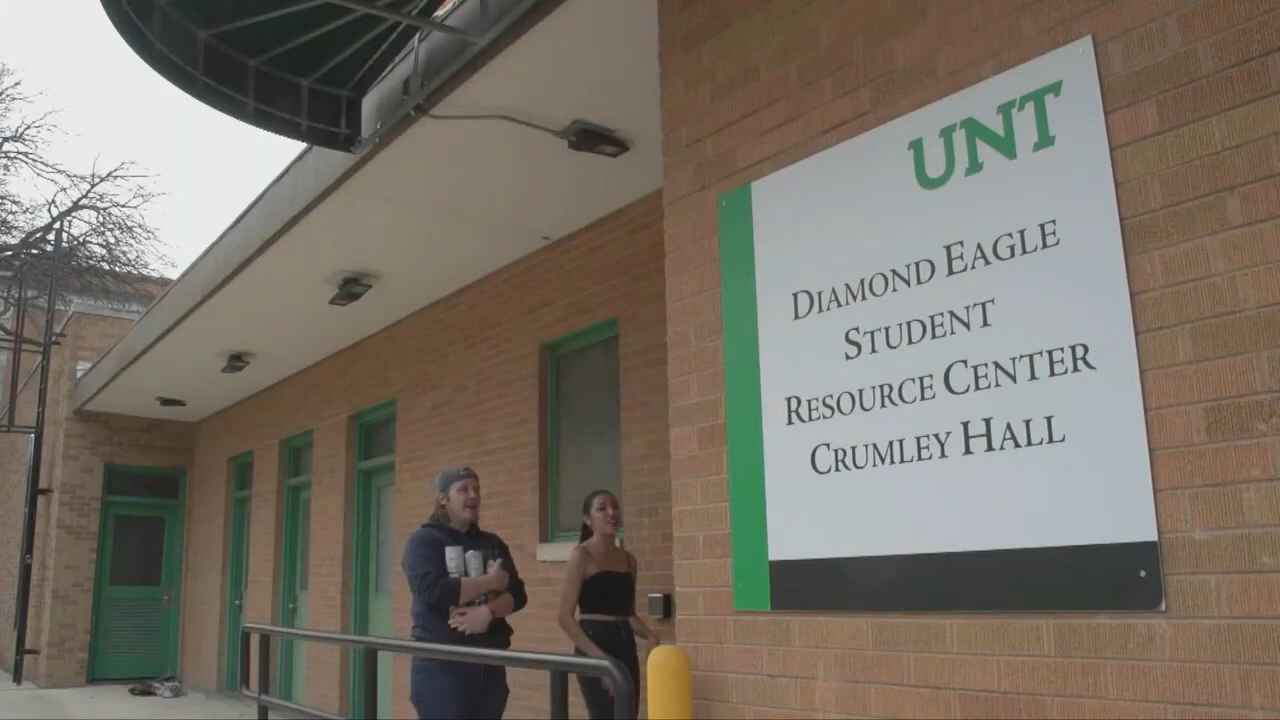 UNT
DIAMOND EAGLE
STUDENT
RESOURCE CENTER
CRUMLEY HALL